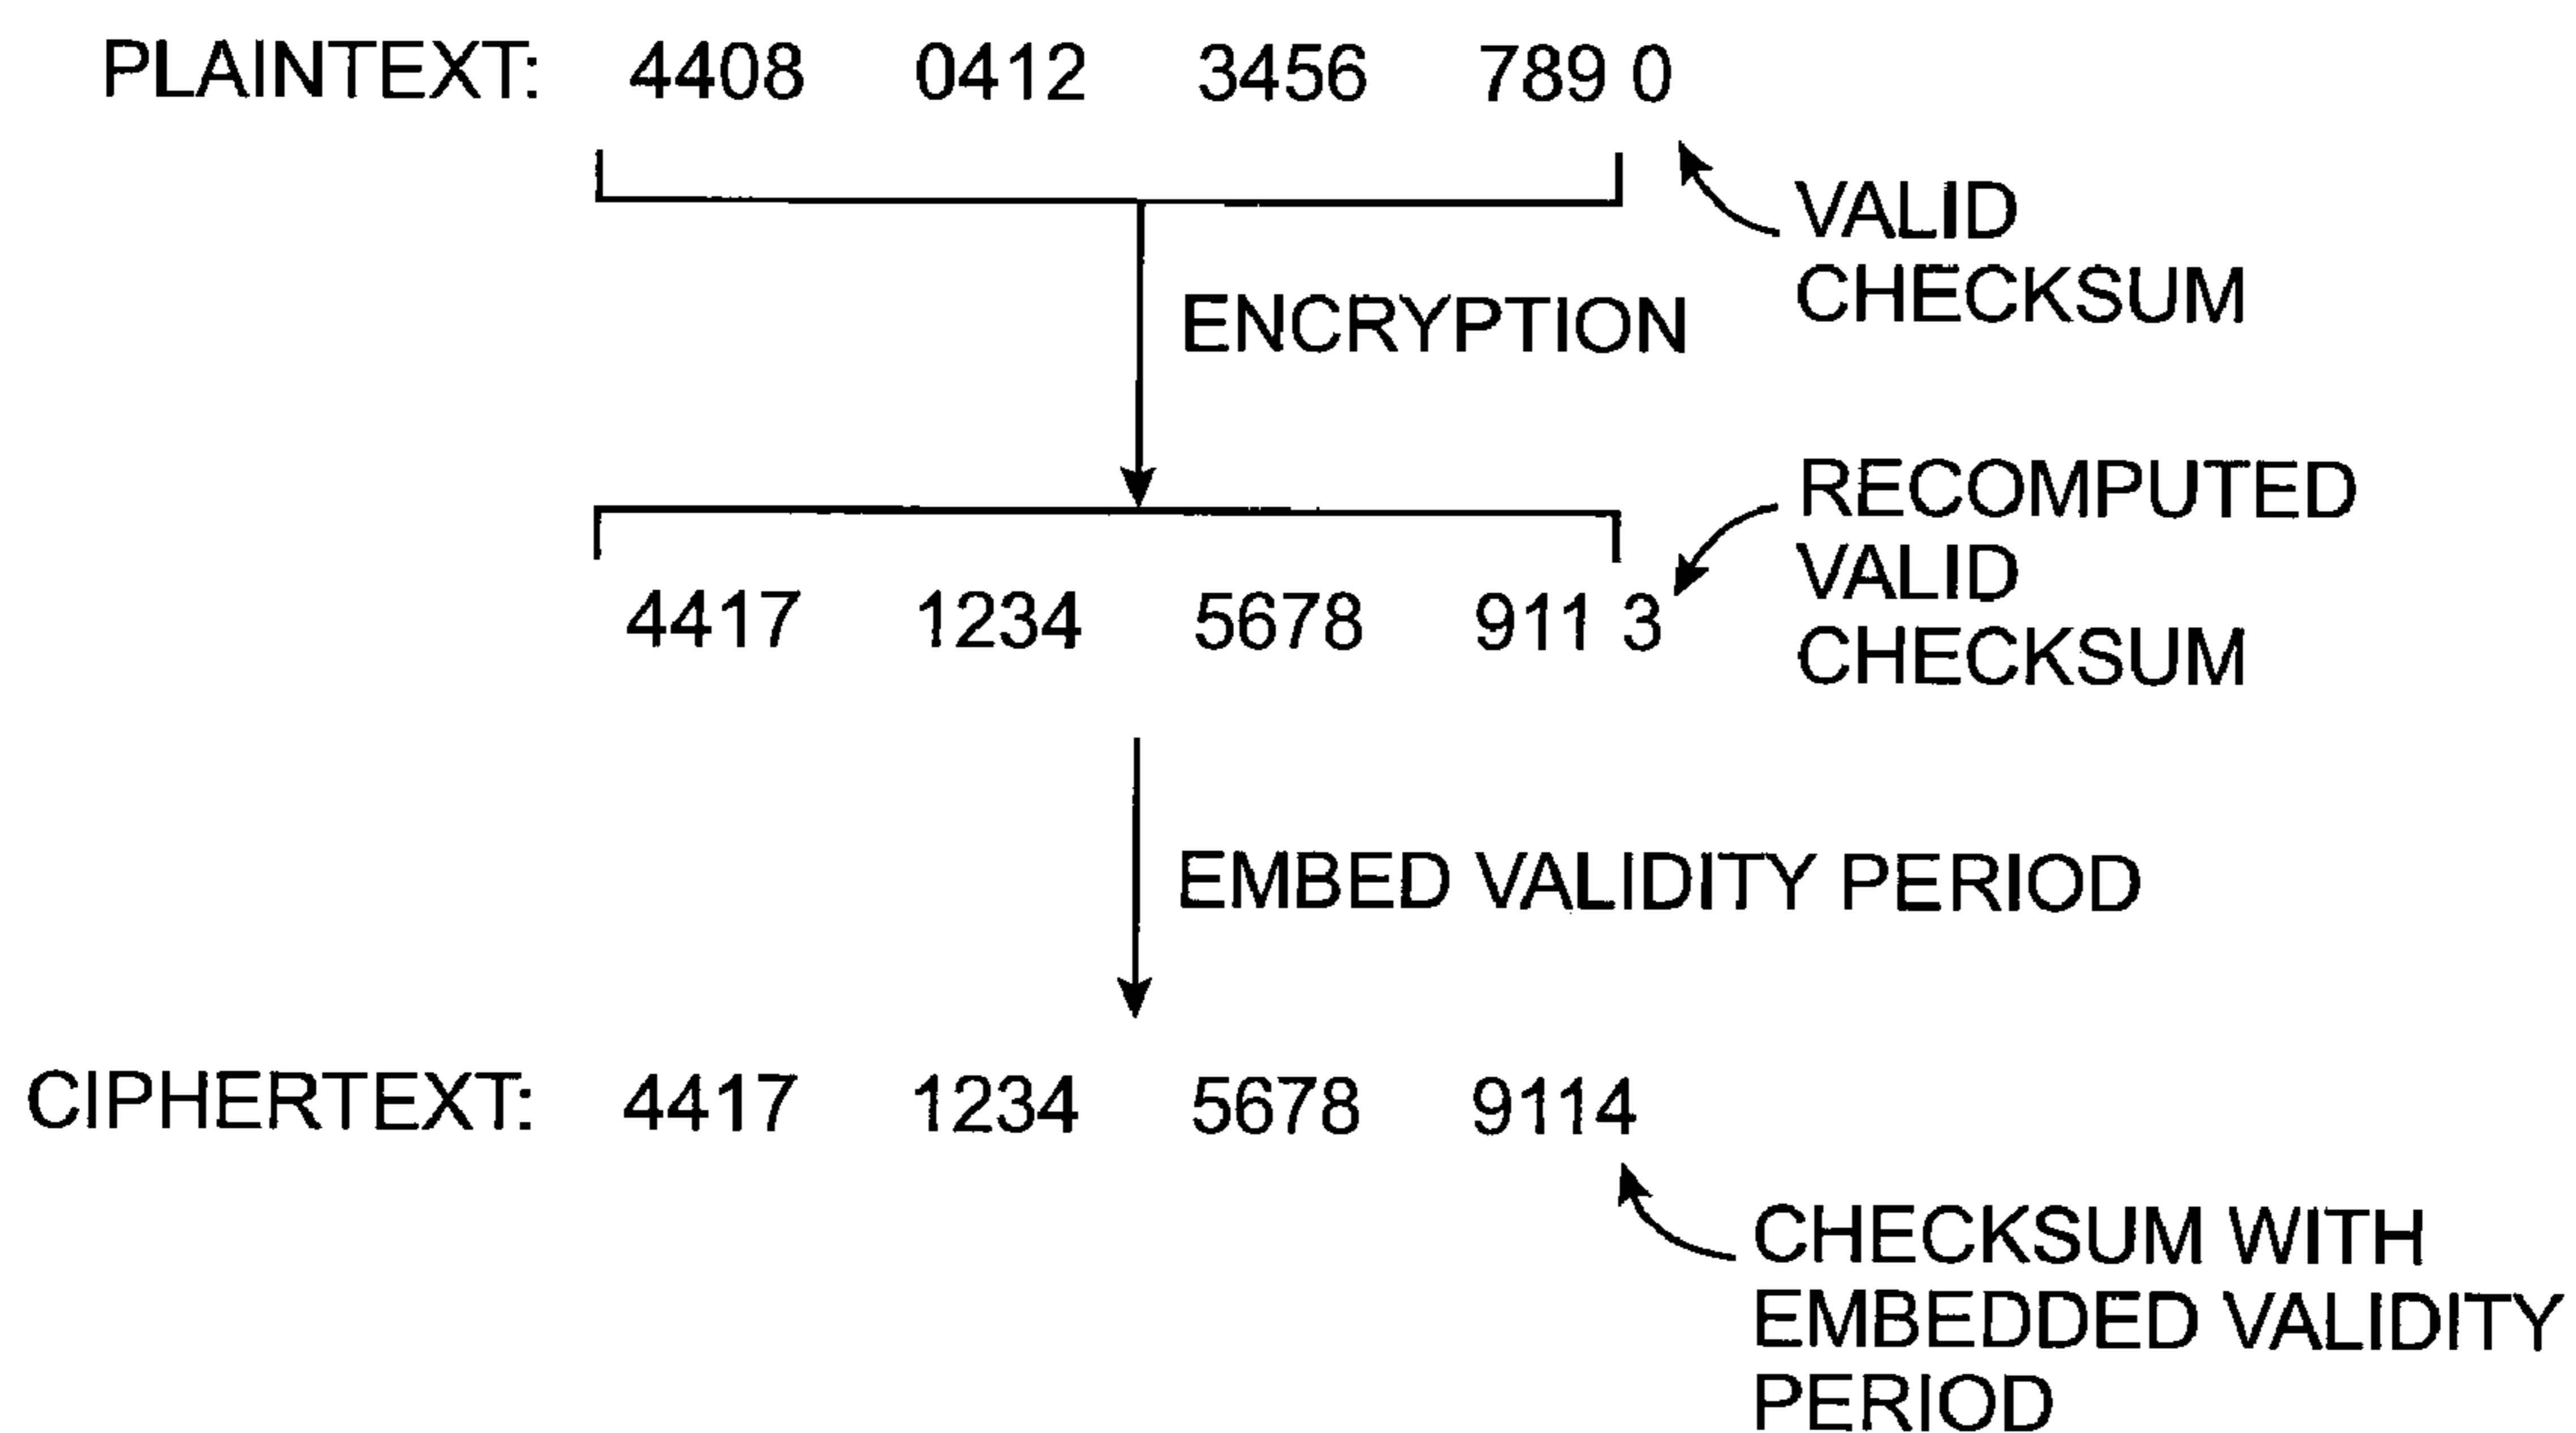 PLAINTEXT: 4408 0412 3456 789 0
VALID
CHECKSUM
ENCRYPTION
RECOMPUTED
VALID
CHECKSUM
4417 1234 5678 911 3
EMBED VALIDITY PERIOD
CIPHERTEXT: 4417 1234 5678 9114
CHECKSUM WITH
EMBEDDED VALIDITY
PERIOD